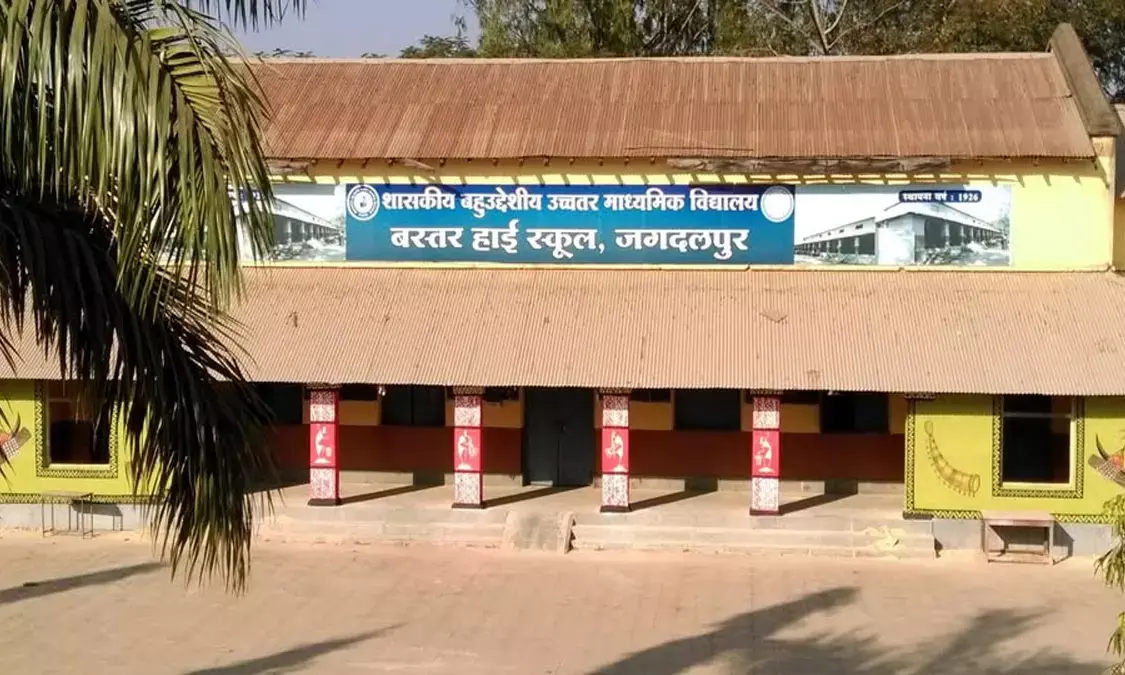 शासकीय बहुउद्देशीय उच्चतर माध्यमिक विद्यालय
बस्तर हाई स्कूल, जगदलपुर
स्थापना वर्ष : 1926